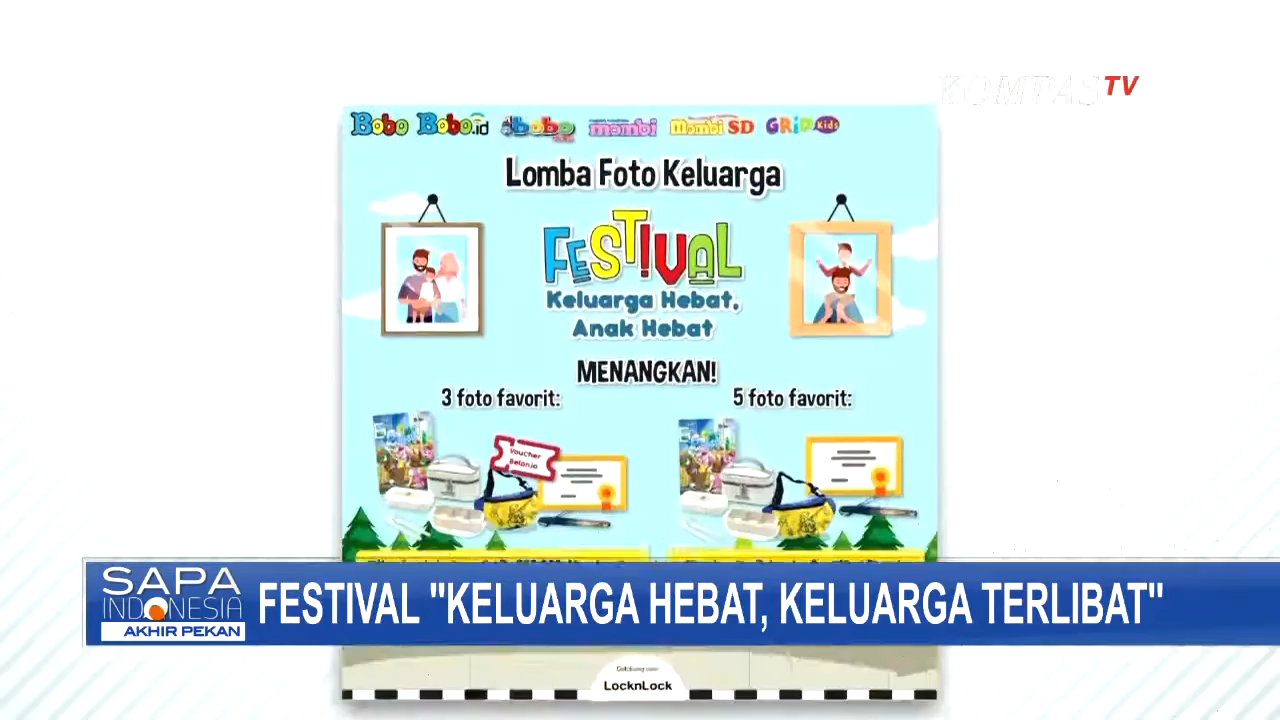 KOMPAS TV
Bobo Bobo.id bobo mombi mombi SD GRiD Kids
Lomba Foto Keluarga
FESTIVAL
Keluarga Hebat,
Anak Hebat
MENANGKAN!
3 foto favorit:
5 foto favorit:
Voucher
Belanja
SAPA
INDONESIA
AKHIR PEKAN
FESTIVAL "KELUARGA HEBAT, KELUARGA TERLIBAT"
LocknLock